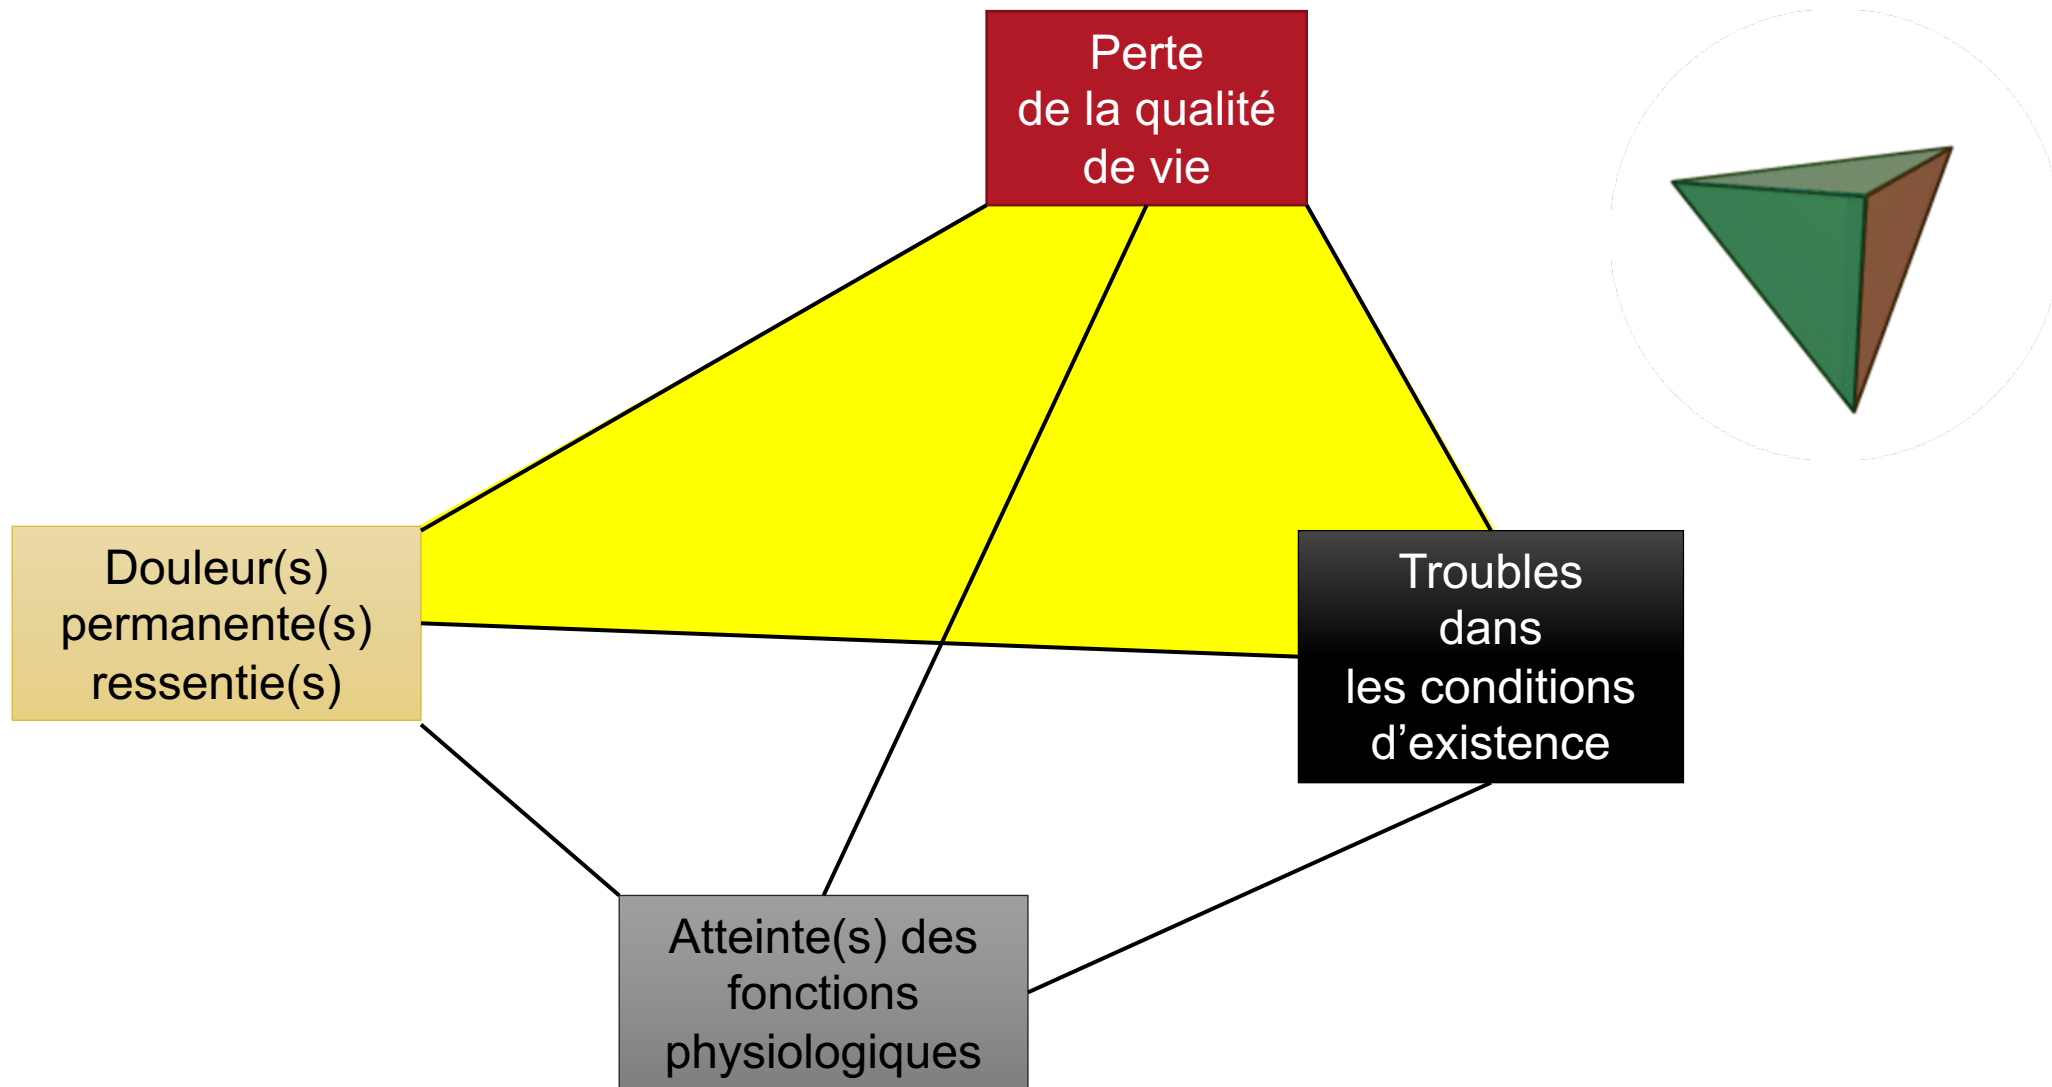 Perte
de la qualité
de vie
Douleur(s)
permanente(s)
ressentie(s)
Troubles
dans
les conditions
d’existence
Atteinte(s) des
fonctions
physiologiques